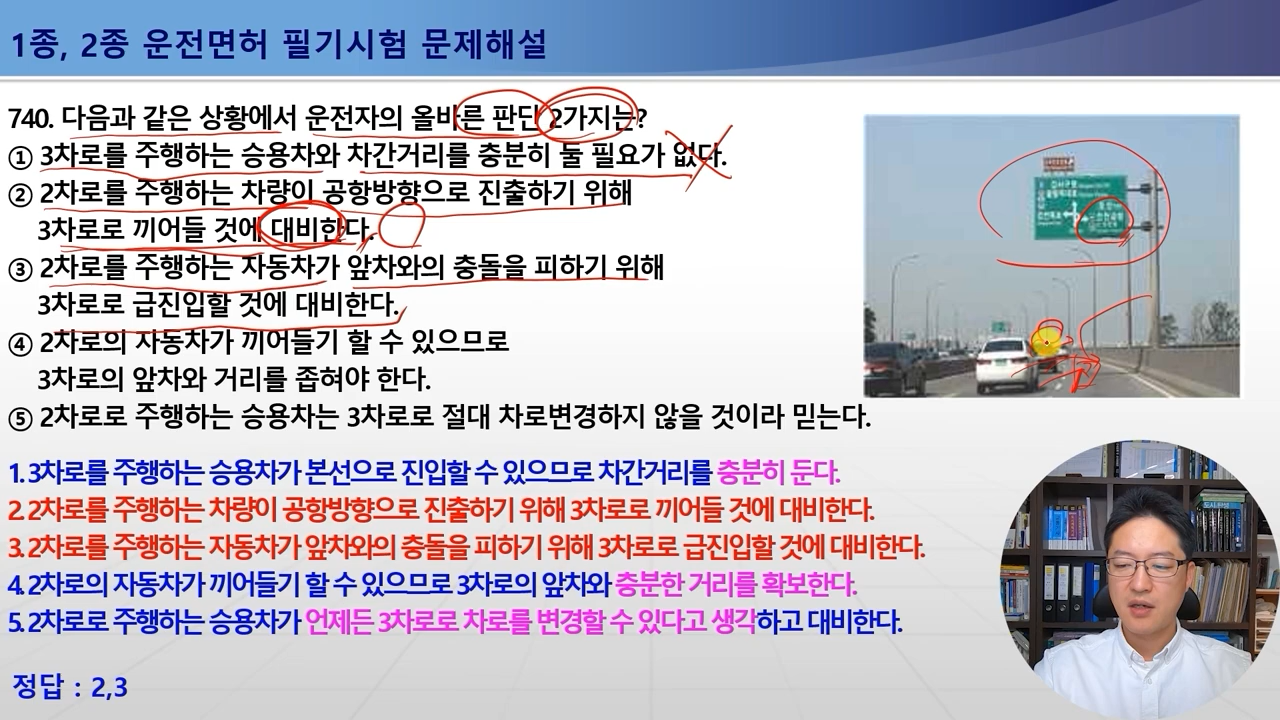 1종, 2종 운전면허 필기시험 문제해설
740. 다음과 같은 상황에서 운전자의 올바른 판단 2가지는?
① 3차로를 주행하는 승용차와 차간거리를 충분히 둘 필요가 없다.
② 2차로를 주행하는 차량이 공항방향으로 진출하기 위해
3차로로 끼어들 것에 대비한다.
③ 2차로를 주행하는 자동차가 앞차와의 충돌을 피하기 위해
3차로로 급진입할 것에 대비한다.
④ 2차로의 자동차가 끼어들기 할 수 있으므로
3차로의 앞차와 거리를 좁혀야 한다.
⑤ 2차로로 주행하는 승용차는 3차로로 절대 차로변경하지 않을 것이라 믿는다.
1. 3차로를 주행하는 승용차가 본선으로 진입할 수 있으므로 차간거리를 충분히 둔다.
2. 2차로를 주행하는 차량이 공항방향으로 진출하기 위해 3차로로 끼어들 것에 대비한다.
3. 2차로를 주행하는 자동차가 앞차와의 충돌을 피하기 위해 3차로로 급진입할 것에 대비한다.
4. 2차로의 자동차가 끼어들기 할 수 있으므로 3차로의 앞차와 충분한 거리를 확보한다.
5. 2차로로 주행하는 승용차가 언제든 3차로로 차로를 변경할 수 있다고 생각하고 대비한다.
정답 : 2,3